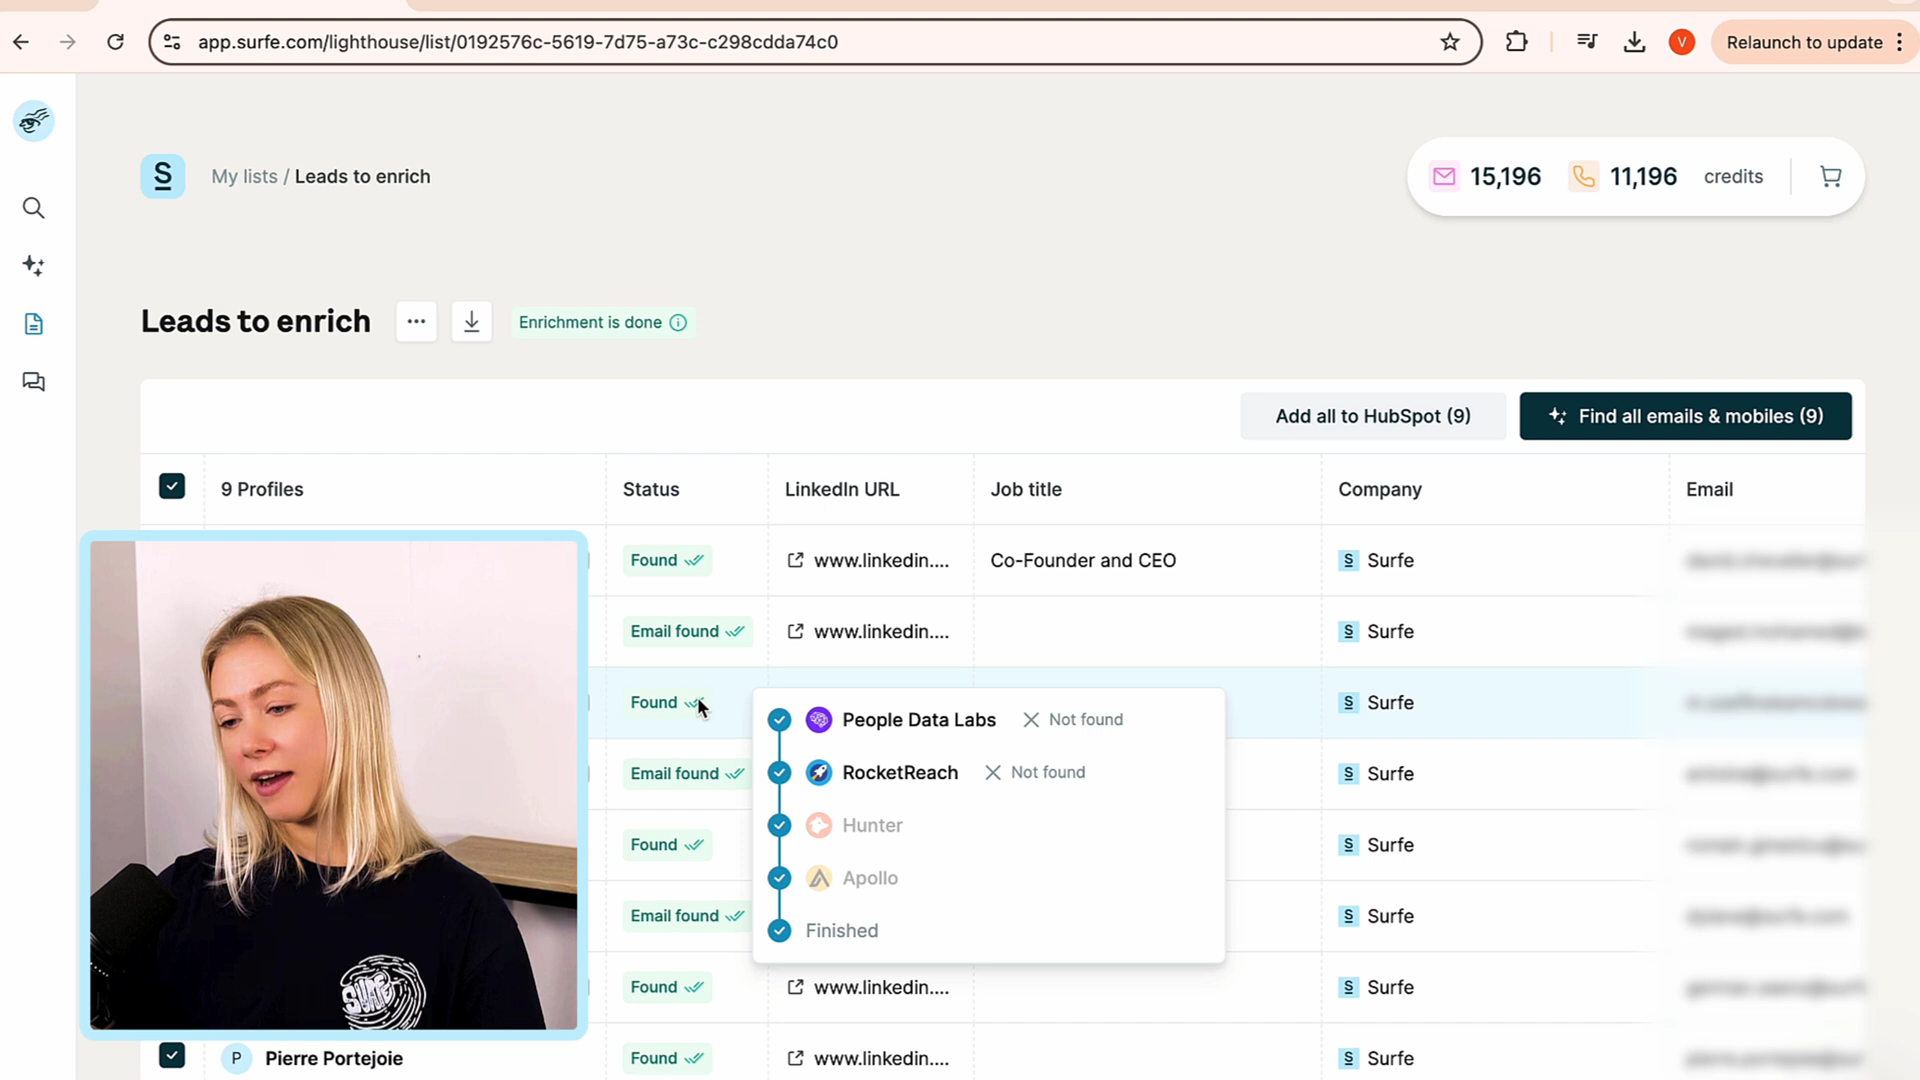 app.surfe.com/lighthouse/list/0192576c-5619-7d75-a73c-c298cdda74c0
V
Relaunch to update
S
My lists / Leads to enrich
15,196
11,196
credits
Leads to enrich
Enrichment is done
Add all to HubSpot (9)
Find all emails & mobiles (9)
9 Profiles
Status
LinkedIn URL
Job title
Company
Email
Found
www.linkedin....
Co-Founder and CEO
S Surfe
Email found
www.linkedin....
S Surfe
Found
S Surfe
People Data Labs
Not found
Email found
S Surfe
RocketReach
Not found
Hunter
Found
S Surfe
Apollo
Email found
S Surfe
Finished
Found
www.linkedin....
S Surfe
SURFE
P
Pierre Portejoie
Found
www.linkedin....
S Surfe